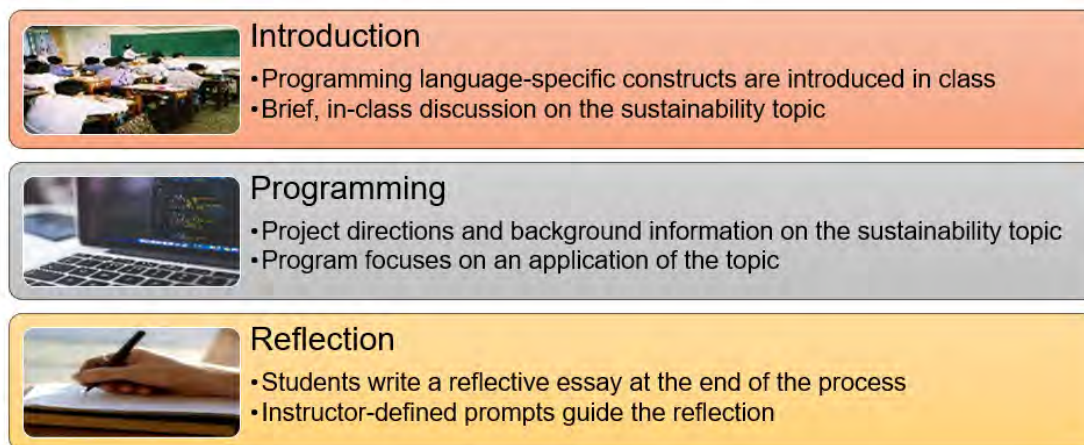 Introduction
•Programming language-specific constructs are introduced in class
•Brief, in-class discussion on the sustainability topic
Programming
•Project directions and background information on the sustainability topic
•Program focuses on an application of the topic
Reflection
•Students write a reflective essay at the end of the process
•Instructor-defined prompts guide the reflection